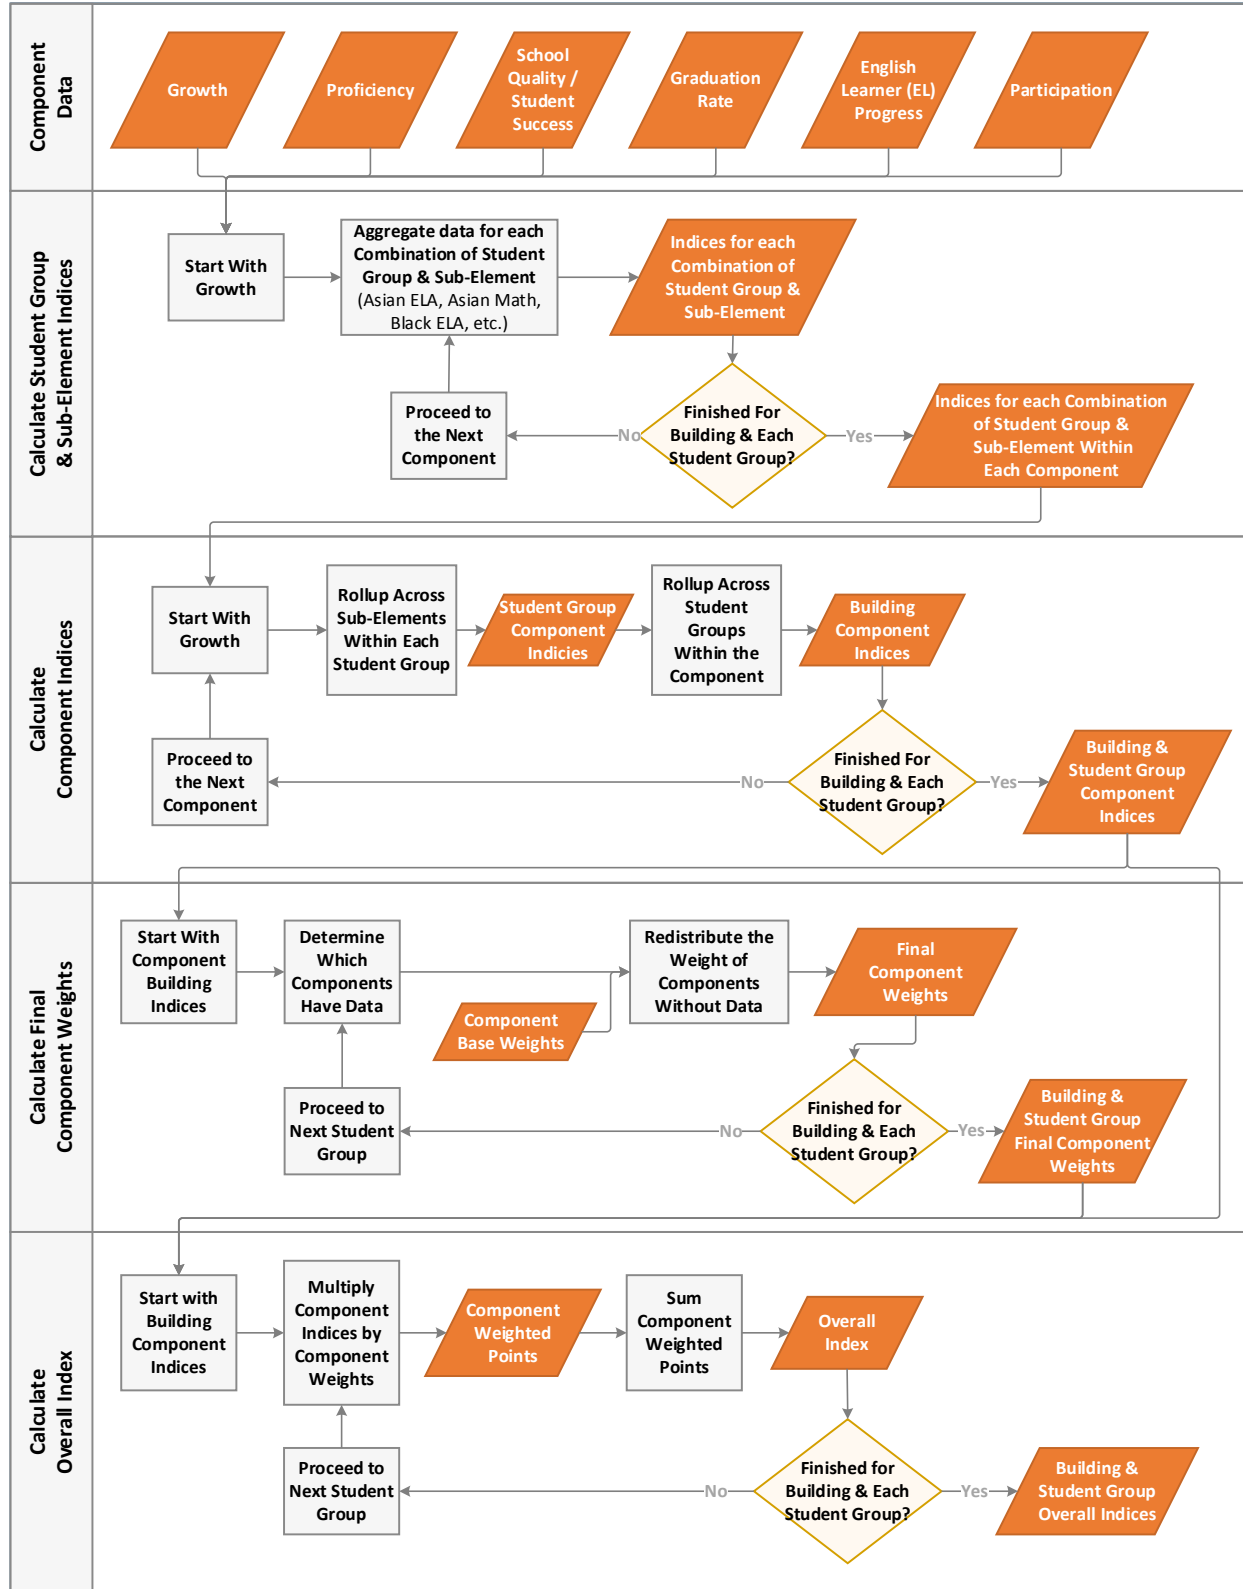 Component
Data
Growth
Proficiency
School
Quality /
Student
Success
Graduation
Rate
English
Learner (EL)
Progress
Participation
Calculate Student Group
& Sub-Element Indices
Start With
Growth
Aggregate data for each
Combination of Student
Group & Sub-Element
(Asian ELA, Asian Math,
Black ELA, etc.)
Indices for each
Combination of
Student Group &
Sub-Element
Proceed to
the Next
Component
No
Finished For
Building & Each
Student Group?
Yes
Indices for each Combination
of Student Group &
Sub-Element Within
Each Component
Calculate
Component Indices
Start With
Growth
Rollup Across
Sub-Elements
Within Each
Student Group
Student Group
Component
Indicies
Rollup Across
Student
Groups
Within the
Component
Building
Component
Indices
Proceed to
the Next
Component
No
Finished For
Building & Each
Student Group?
Yes
Building &
Student Group
Component
Indices
Calculate Final
Component Weights
Start With
Component
Building
Indices
Determine
Which
Components
Have Data
Component
Base Weights
Redistribute the
Weight of
Components
Without Data
Final
Component
Weights
Proceed to
Next Student
Group
No
Finished for
Building & Each
Student Group?
Yes
Building &
Student Group
Final Component
Weights
Calculate
Overall Index
Start with
Building
Component
Indices
Multiply
Component
Indices by
Component
Weights
Component
Weighted
Points
Sum
Component
Weighted
Points
Overall
Index
Proceed to
Next Student
Group
No
Finished for
Building & Each
Student Group?
Yes
Building &
Student Group
Overall Indices